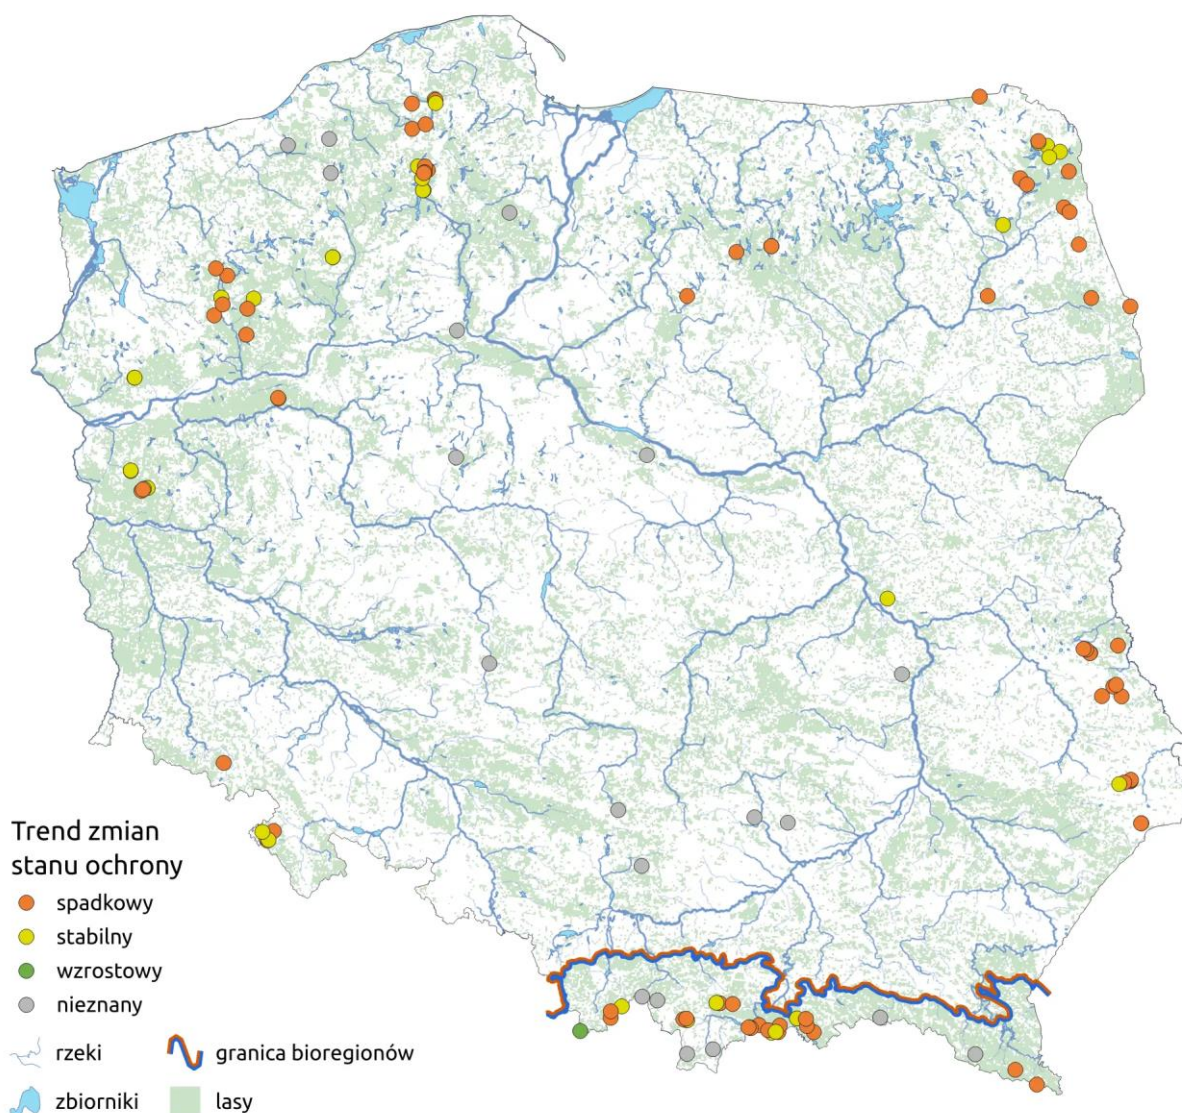 Trend zmian
stanu ochrony
spadkowy
stabilny
wzrostowy
nieznany
rzeki
granica bioregionów
zbiorniki
lasy